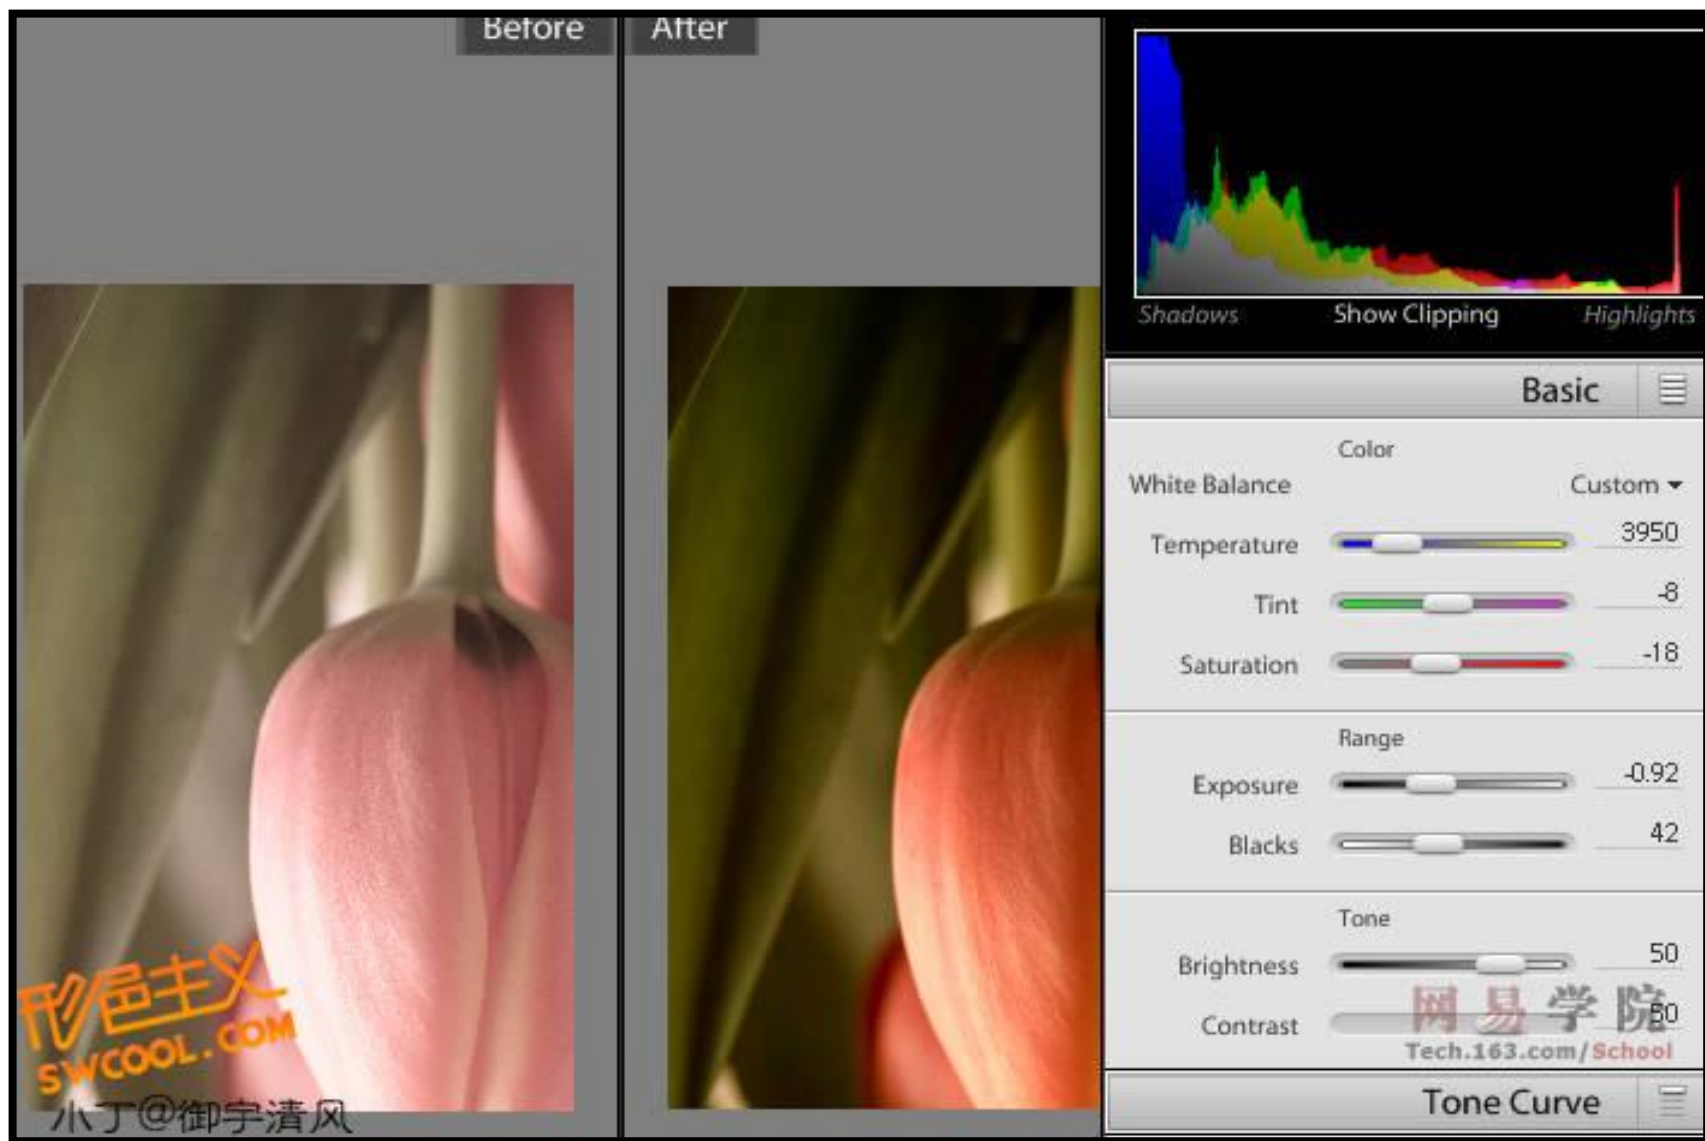 Before
After
Shadows Show Clipping Highlights
Basic
Color
White Balance Custom
Temperature 3950
Tint -8
Saturation -18
Range
Exposure -0.92
Blacks 42
Tone
Brightness 50
Contrast 50
网易学院
Tech.163.com/School
Tone Curve
形色主义
SWCOOL.COM
小丁@御宇清风